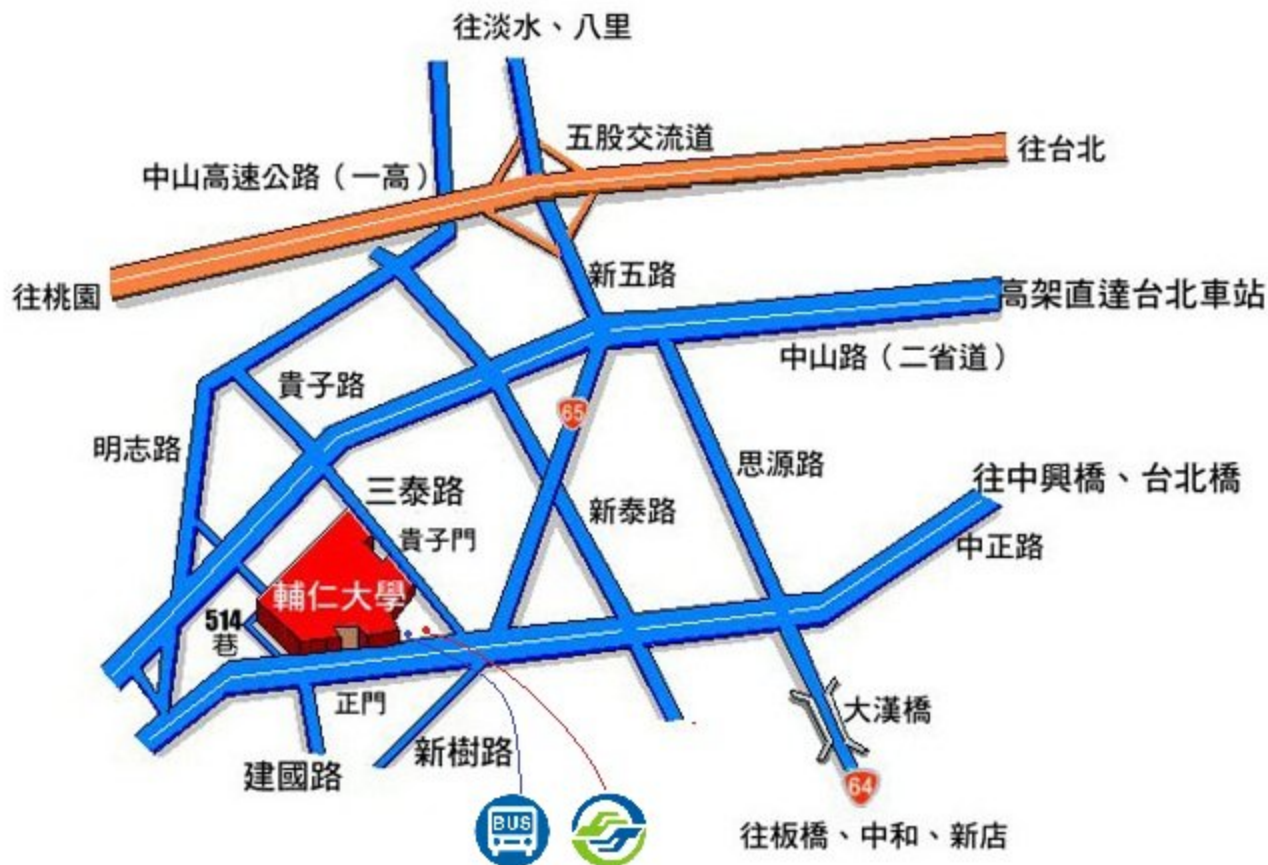 往淡水、八里
五股交流道
往台北
中山高速公路（一高）
往桃園
新五路
高架直達台北車站
中山路（二省道）
貴子路
65
明志路
思源路
三泰路
往中興橋、台北橋
新泰路
貴子門
中正路
輔仁大學
514
巷
正門
大漢橋
新樹路
建國路
64
BUS
往板橋、中和、新店